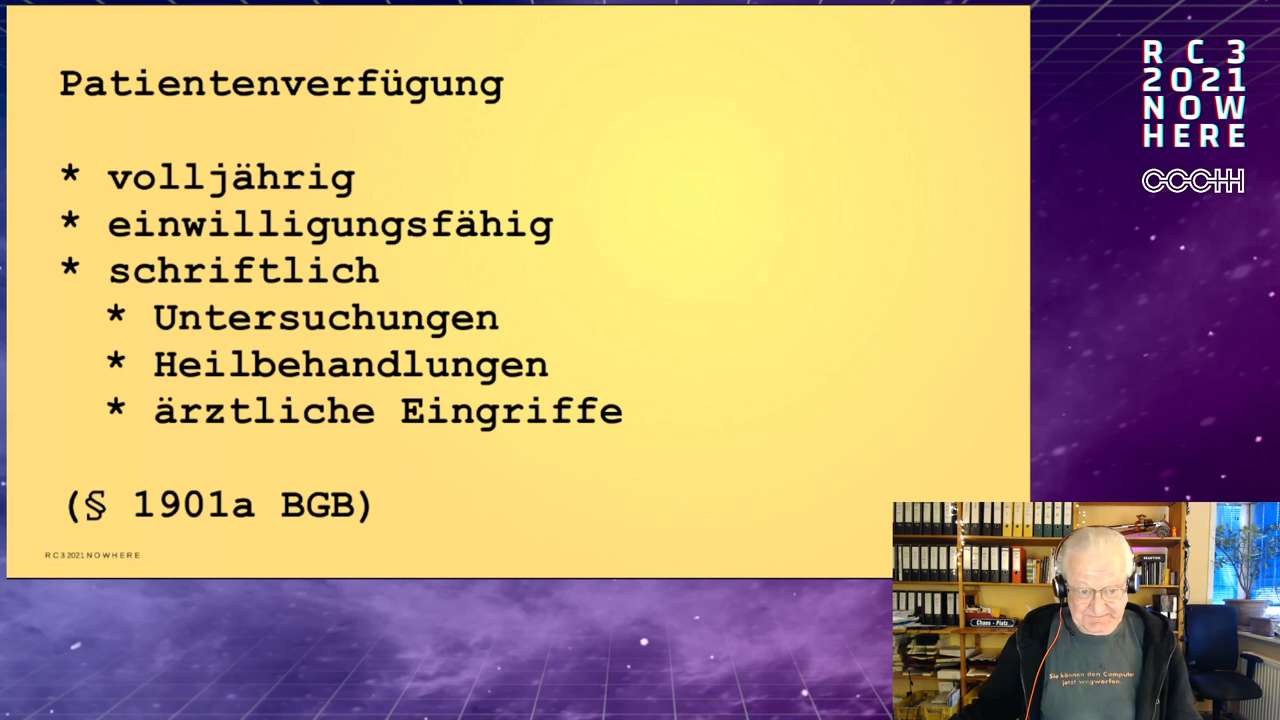 Patientenverfügung
* volljährig
* einwilligungsfähig
* schriftlich
* Untersuchungen
* Heilbehandlungen
* ärztliche Eingriffe
(§ 1901a BGB)
RC3 2021 NOWHERE
R C 3
2021
NOW
HERE
CCCHH
Chaos - Platz
Sie können den Computer
jetzt wegwerfen.